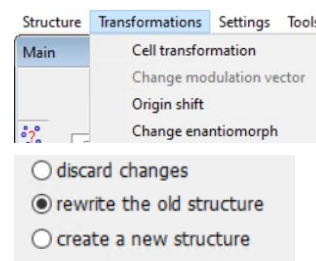 Structure Transformations Settings Tools
Main Cell transformation
Change modulation vector
Origin shift
Change enantiomorph
discard changes
rewrite the old structure
create a new structure